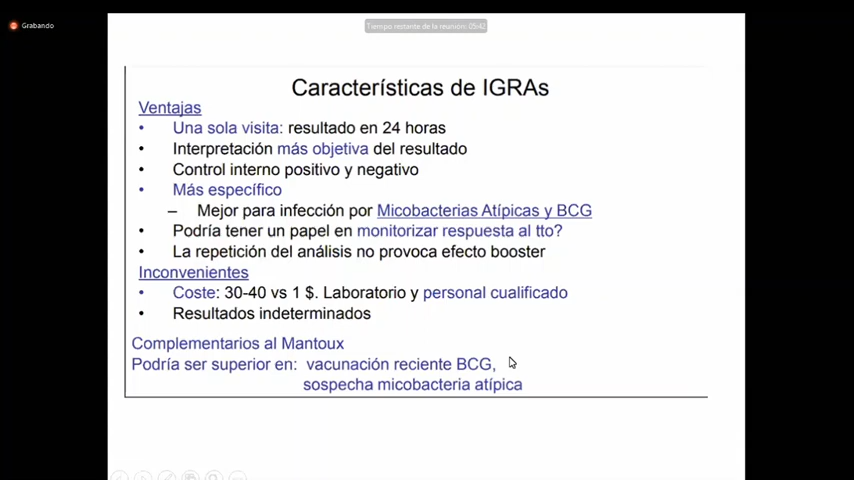 Grabando
Tiempo restante de la reunion: 05:42
Características de IGRAs
Ventajas
• Una sola visita: resultado en 24 horas
• Interpretación más objetiva del resultado
• Control interno positivo y negativo
• Más específico
– Mejor para infección por Micobacterias Atípicas y BCG
• Podría tener un papel en monitorizar respuesta al tto?
• La repetición del análisis no provoca efecto booster
Inconvenientes
• Coste: 30-40 vs 1 $. Laboratorio y personal cualificado
• Resultados indeterminados
Complementarios al Mantoux
Podría ser superior en: vacunación reciente BCG,
sospecha micobacteria atípica